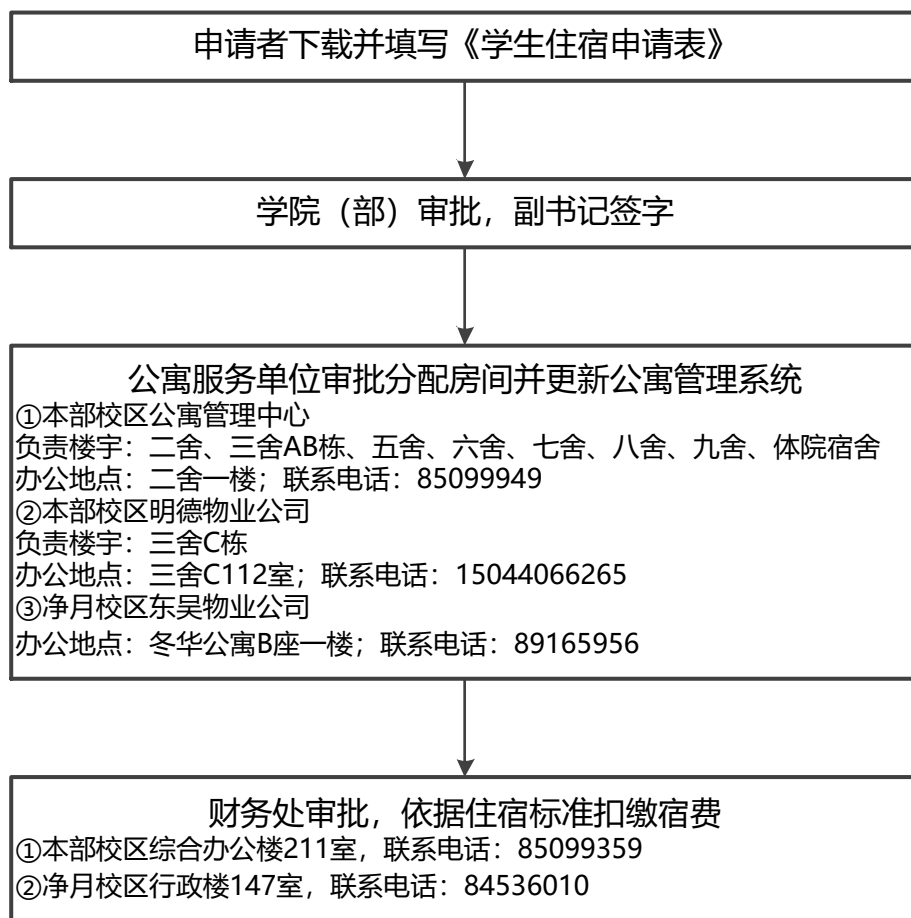 申请者下载并填写《学生住宿申请表》
学院（部）审批，副书记签字
公寓服务单位审批分配房间并更新公寓管理系统
①本部校区公寓管理中心
负责楼宇：二舍、三舍AB栋、五舍、六舍、七舍、八舍、九舍、体院宿舍
办公地点：二舍一楼；联系电话：85099949
②本部校区明德物业公司
负责楼宇：三舍C栋
办公地点：三舍C112室；联系电话：15044066265
③净月校区东吴物业公司
办公地点：冬华公寓B座一楼；联系电话：89165956
财务处审批，依据住宿标准扣缴宿费
①本部校区综合办公楼211室，联系电话：85099359
②净月校区行政楼147室，联系电话：84536010